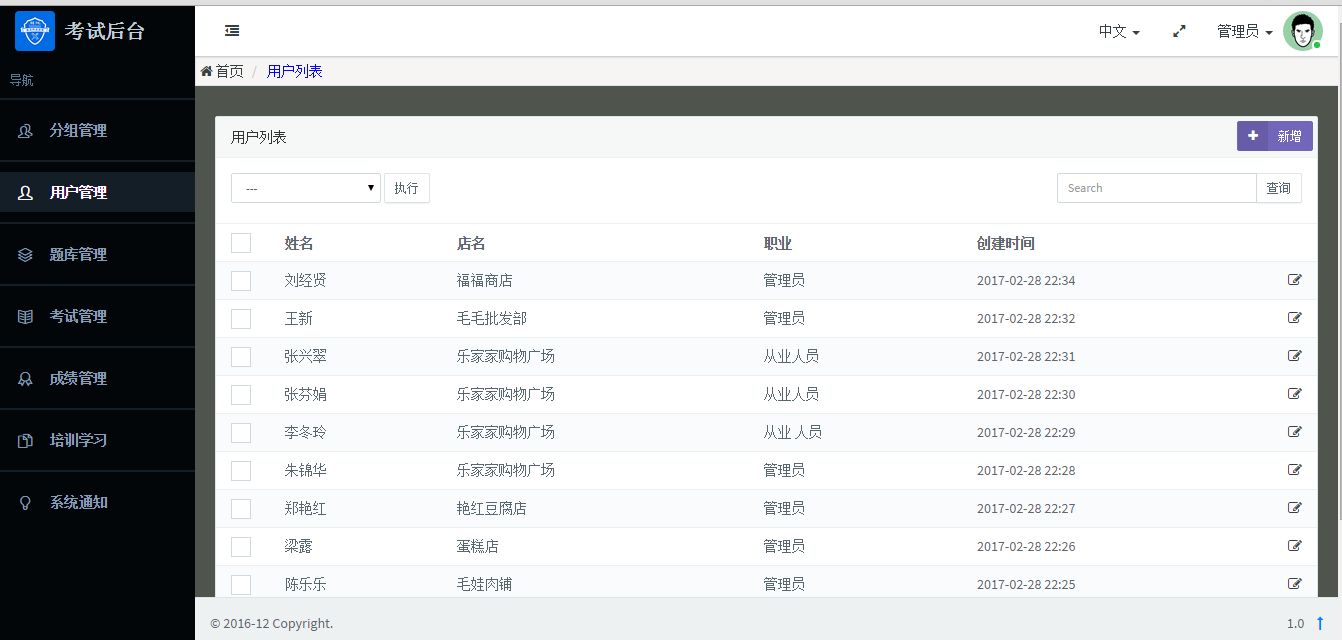 考试后台
中文
管理员
导航
首页 / 用户列表
分组管理
用户管理
题库管理
考试管理
成绩管理
培训学习
系统通知
用户列表
+ 新增
---
执行
Search
查询
姓名 店名 职业 创建时间
刘经贤 福福商店 管理员 2017-02-28 22:34
王新 毛毛批发部 管理员 2017-02-28 22:32
张兴翠 乐家家购物广场 从业人员 2017-02-28 22:31
张芬娟 乐家家购物广场 从业人员 2017-02-28 22:30
李冬玲 乐家家购物广场 从业 人员 2017-02-28 22:29
朱锦华 乐家家购物广场 管理员 2017-02-28 22:28
郑艳红 艳红豆腐店 管理员 2017-02-28 22:27
梁露 蛋糕店 管理员 2017-02-28 22:26
陈乐乐 毛娃肉铺 管理员 2017-02-28 22:25
© 2016-12 Copyright.
1.0